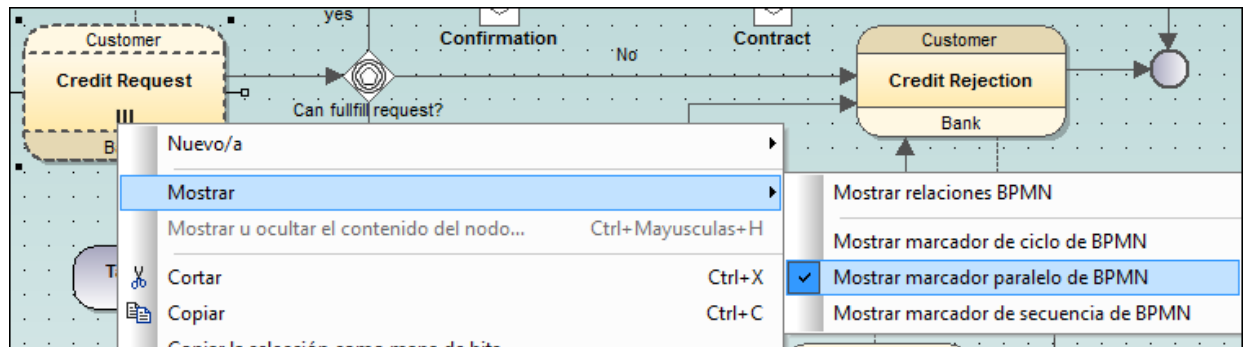 yes
Customer
Credit Request
Confirmation
No
Contract
Customer
Credit Rejection
Bank
Can fullfill request?
Nuevo/a
Mostrar
Mostrar u ocultar el contenido del nodo... Ctrl+Mayusculas+H
Cortar Ctrl+X
Copiar Ctrl+C
Mostrar relaciones BPMN
Mostrar marcador de ciclo de BPMN
Mostrar marcador paralelo de BPMN
Mostrar marcador de secuencia de BPMN